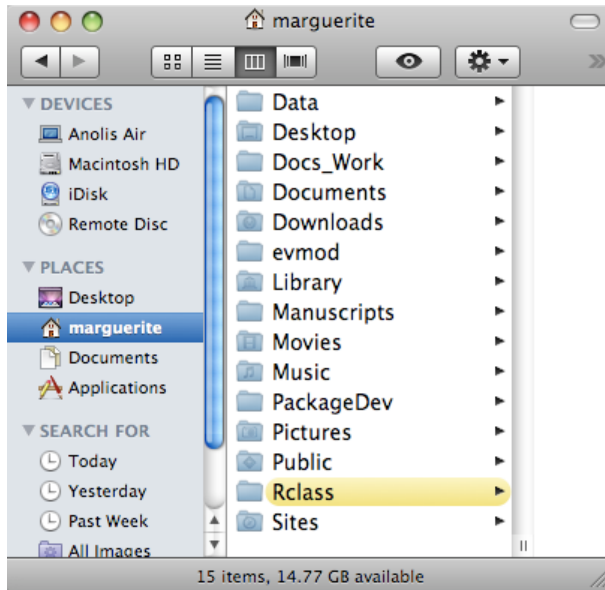 marguerite
DEVICES
Anolis Air
Macintosh HD
iDisk
Remote Disc
PLACES
Desktop
marguerite
Documents
Applications
SEARCH FOR
Today
Yesterday
Past Week
All Images
Data
Desktop
Docs_Work
Documents
Downloads
evmod
Library
Manuscripts
Movies
Music
PackageDev
Pictures
Public
Rclass
Sites
15 items, 14.77 GB available